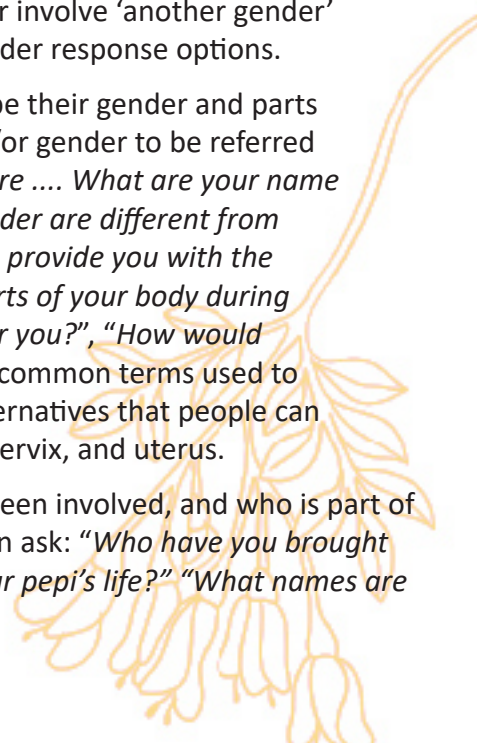 r involve ‘another gender’
der response options.
be their gender and parts
/or gender to be referred
re .... What are your name
der are different from
provide you with the
rts of your body during
r you?”, “How would
common terms used to
ernatives that people can
ervix, and uterus.
een involved, and who is part of
n ask: “Who have you brought
ur pepi’s life?” “What names are